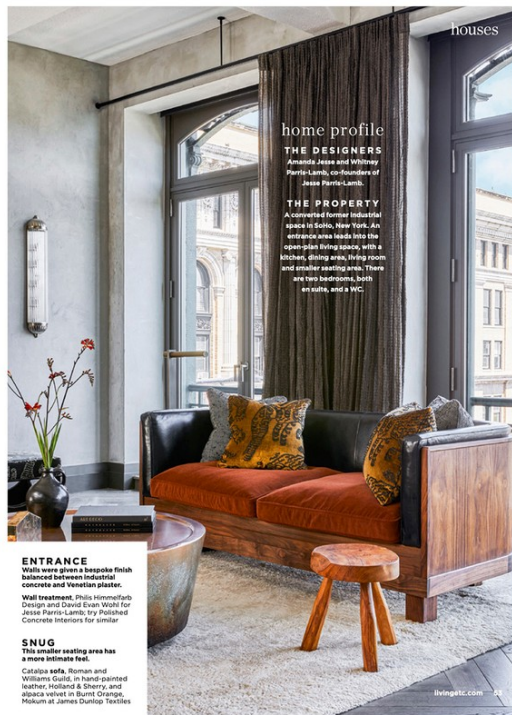 houses
home profile
THE DESIGNERS
Amanda Jesse and Whitney
Parris-Lamb, co-founders of
Jesse Parris-Lamb.
THE PROPERTY
A converted former industrial
space in SoHo, New York. An
entrance area leads into the
open-plan living space, with a
kitchen, dining area, living room
and smaller seating area. There
are two bedrooms, both
en suite, and a WC.
ENTRANCE
Walls were given a bespoke finish
balanced between industrial
concrete and Venetian plaster.
Wall treatment, Philis Himmelfarb
Design and David Evan Wohl for
Jesse Parris-Lamb; try Polished
Concrete Interiors for similar
SNUG
This smaller seating area has
a more intimate feel.
Catalpa sofa, Roman and
Williams Guild, in hand-painted
leather, Holland & Sherry, and
alpaca velvet in Burnt Orange,
Mokum at James Dunlop Textiles
livingetc.com 53